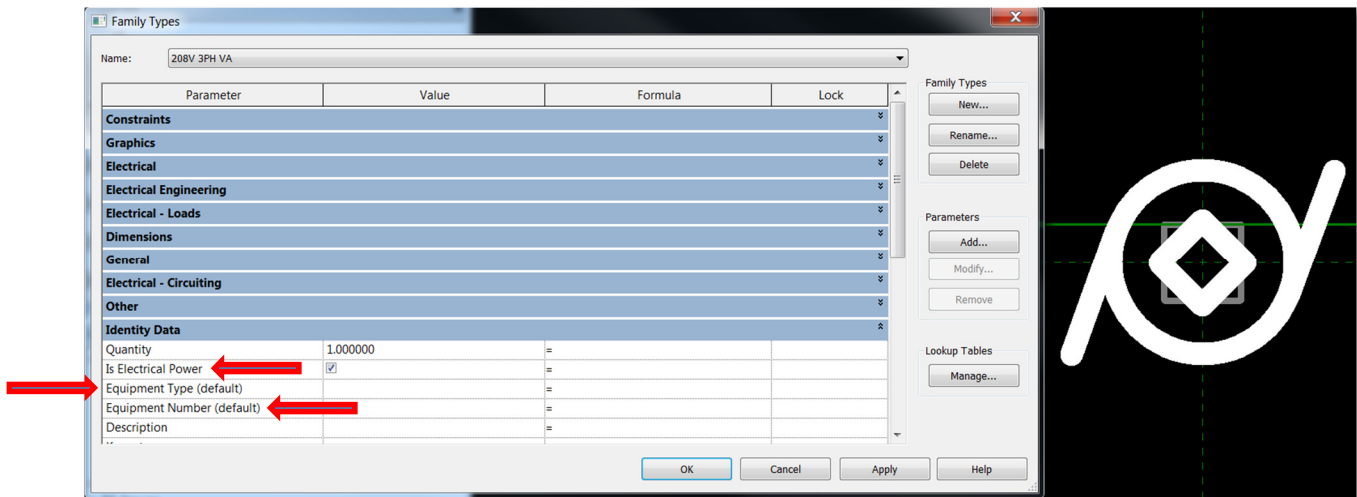 Family Types
Name: 208V 3PH VA
Parameter Value Formula Lock
Constraints
Graphics
Electrical
Electrical Engineering
Electrical - Loads
Dimensions
General
Electrical - Circuiting
Other
Identity Data
Quantity 1.000000 =
Is Electrical Power =
Equipment Type (default) =
Equipment Number (default) =
Description =
Family Types
New...
Rename...
Delete
Parameters
Add...
Modify...
Remove
Lookup Tables
Manage...
OK Cancel Apply Help